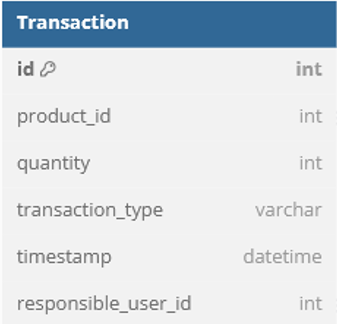 Transaction
id int
product_id int
quantity int
transaction_type varchar
timestamp datetime
responsible_user_id int